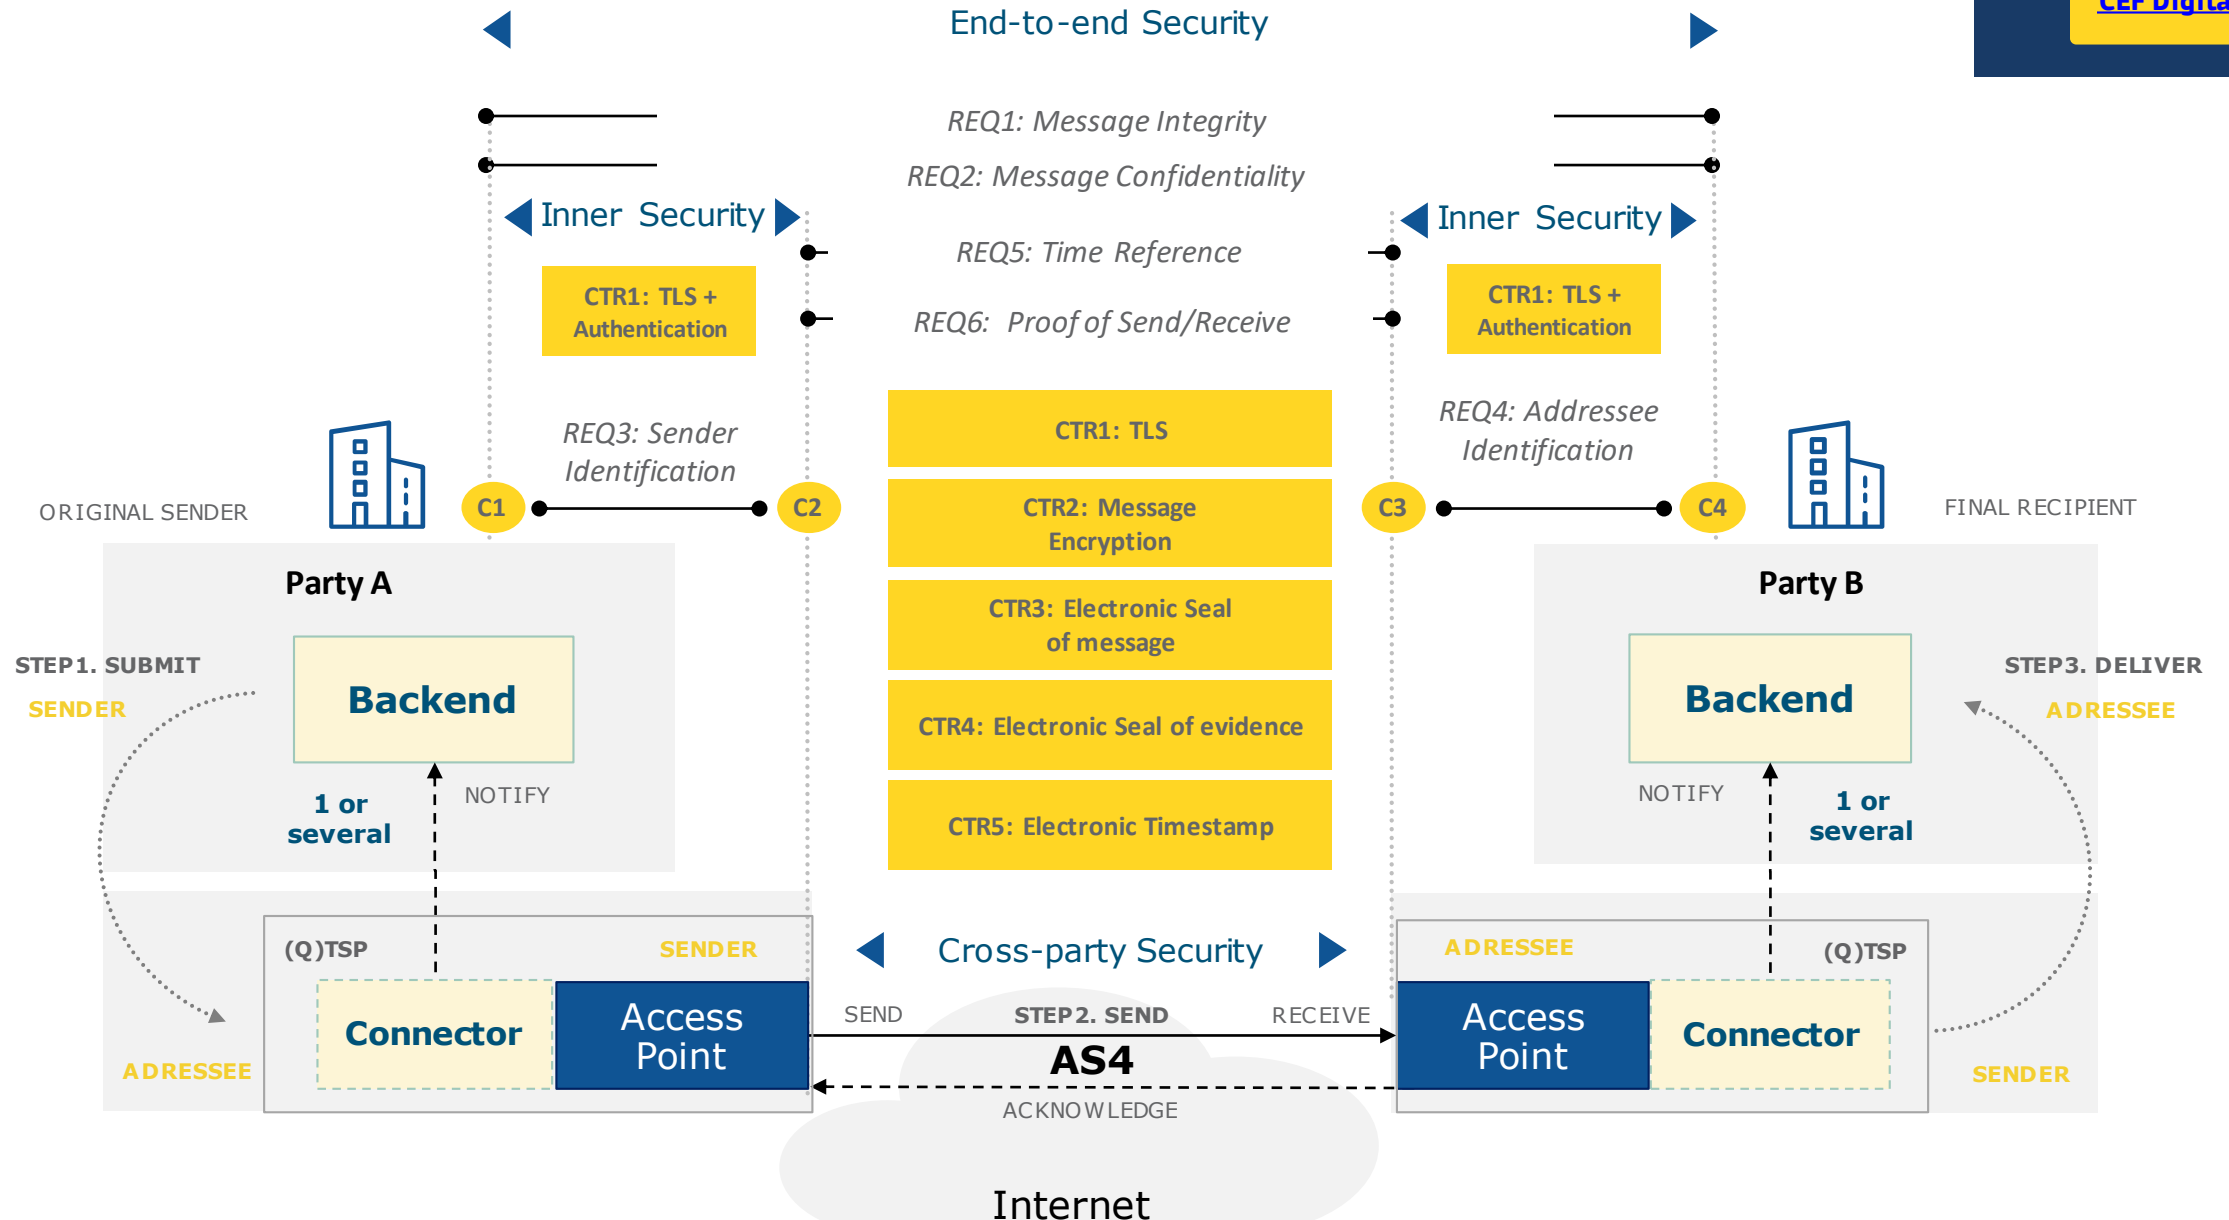 End-to-end Security
REQ1: Message Integrity
REQ2: Message Confidentiality
Inner Security
Inner Security
REQ5: Time Reference
CTR1: TLS +
Authentication
CTR1: TLS +
Authentication
REQ6: Proof of Send/Receive
CTR1: TLS
REQ3: Sender
Identification
REQ4: Addressee
Identification
ORIGINAL SENDER
C1
C2
CTR2: Message
Encryption
C3
C4
FINAL RECIPIENT
Party A
Party B
CTR3: Electronic Seal
of message
STEP1. SUBMIT
SENDER
Backend
CTR4: Electronic Seal of evidence
Backend
STEP3. DELIVER
ADRESSEE
1 or
several
NOTIFY
CTR5: Electronic Timestamp
NOTIFY
1 or
several
(Q)TSP
SENDER
Cross-party Security
ADRESSEE
(Q)TSP
Connector
Access
Point
SEND
STEP2. SEND
RECEIVE
AS4
ACKNOWLEDGE
Access
Point
Connector
ADRESSEE
SENDER
Internet